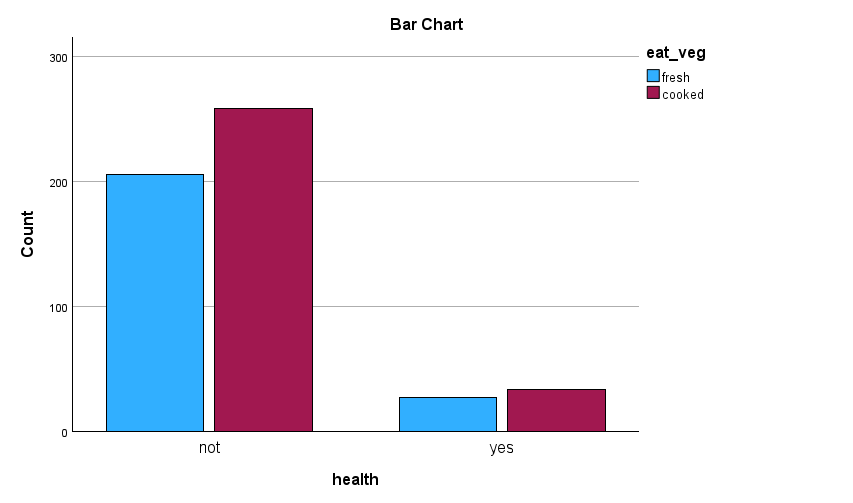 Bar Chart
eat_veg
fresh
cooked
300
200
100
0
Count
not
yes
health